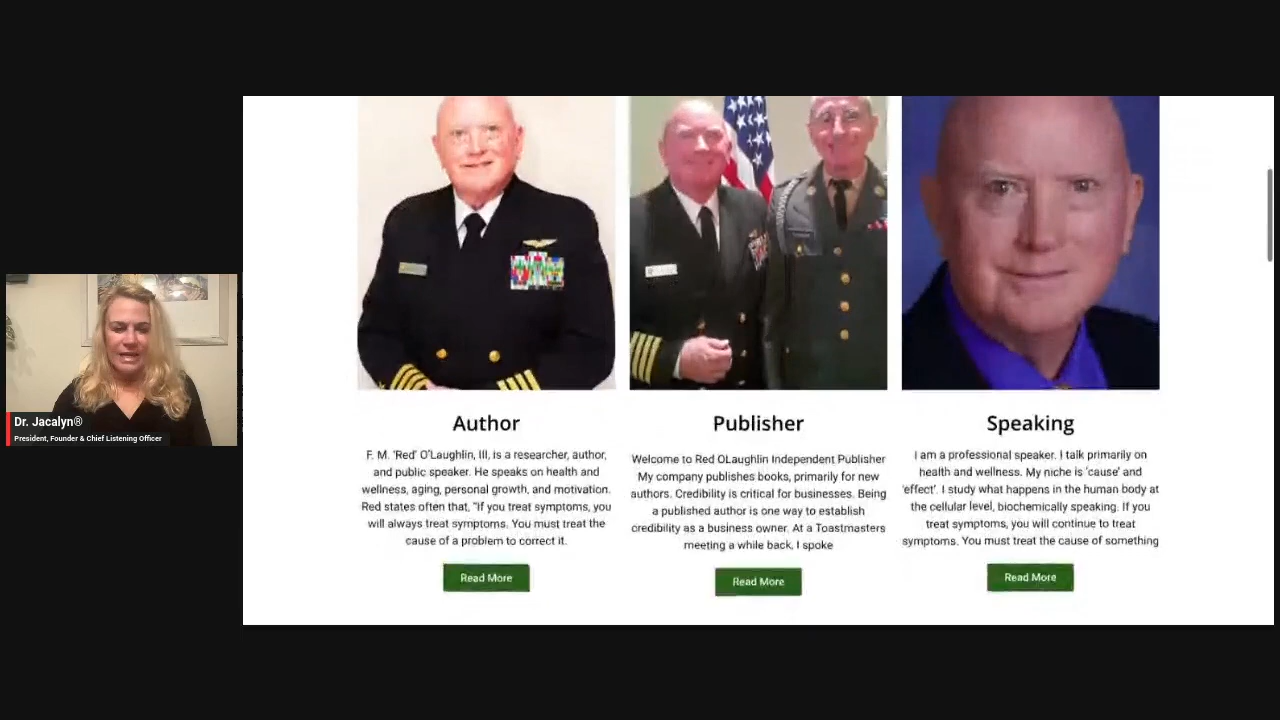 Dr. Jacalyn®
President, Founder & Chief Listening Officer
Author
F. M. 'Red' O'Laughlin, III, is a researcher, author,
and public speaker. He speaks on health and
wellness, aging, personal growth, and motivation.
Red states often that, "If you treat symptoms, you
will always treat symptoms. You must treat the
cause of a problem to correct it.
Read More
Publisher
Welcome to Red OLaughlin Independent Publisher
My company publishes books, primarily for new
authors. Credibility is critical for businesses. Being
a published author is one way to establish
credibility as a business owner. At a Toastmasters
meeting a while back, I spoke
Read More
Speaking
I am a professional speaker. I talk primarily on
health and wellness. My niche is 'cause' and
'effect'. I study what happens in the human body at
the cellular level, biochemically speaking. If you
treat symptoms, you will continue to treat
symptoms. You must treat the cause of something
Read More